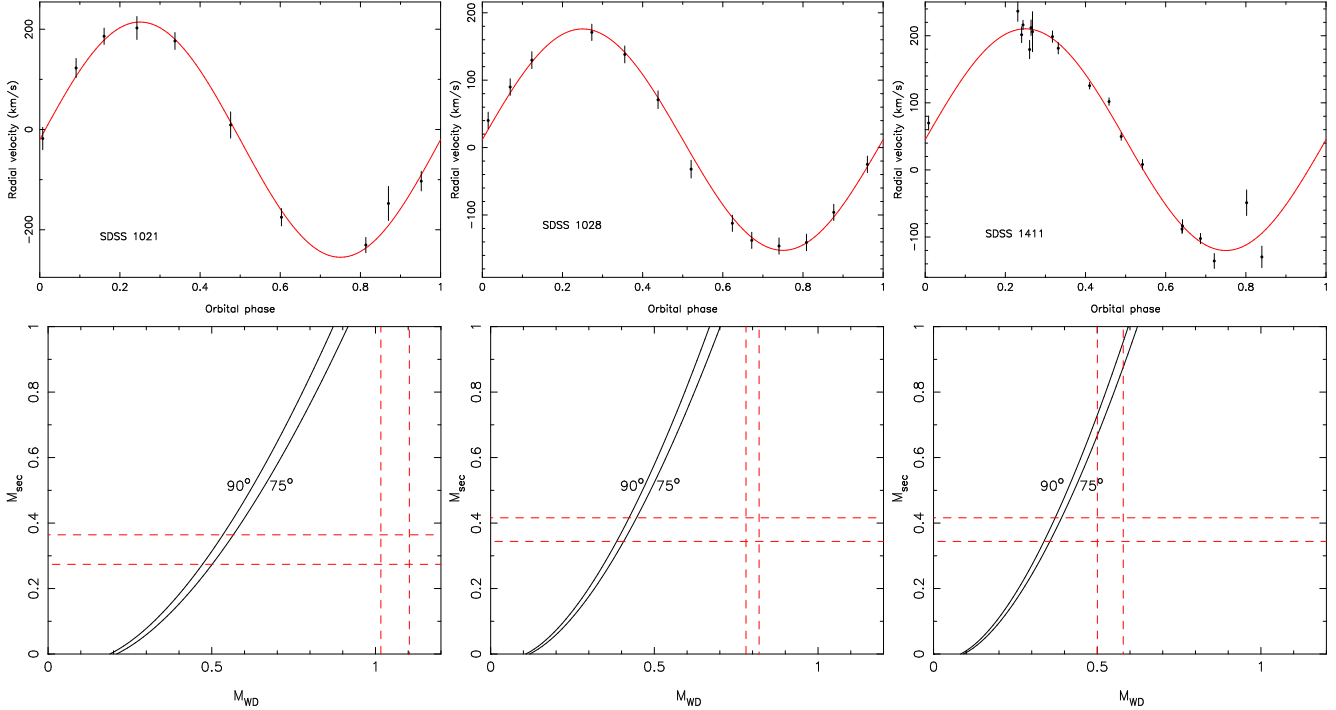 Radial velocity (km/s)
200
0
−200
SDSS 1021
0 0.2 0.4 0.6 0.8 1
Orbital phase
Radial velocity (km/s)
200
100
0
−100
SDSS 1028
0 0.2 0.4 0.6 0.8 1
Orbital phase
Radial velocity (km/s)
200
100
0
−100
SDSS 1411
0 0.2 0.4 0.6 0.8 1
Orbital phase
Msec
1
0.8
0.6
0.4
0.2
0
90° 75°
0 0.5 1
MWD
Msec
1
0.8
0.6
0.4
0.2
0
90° 75°
0 0.5 1
MWD
Msec
1
0.8
0.6
0.4
0.2
0
90° 75°
0 0.5 1
MWD